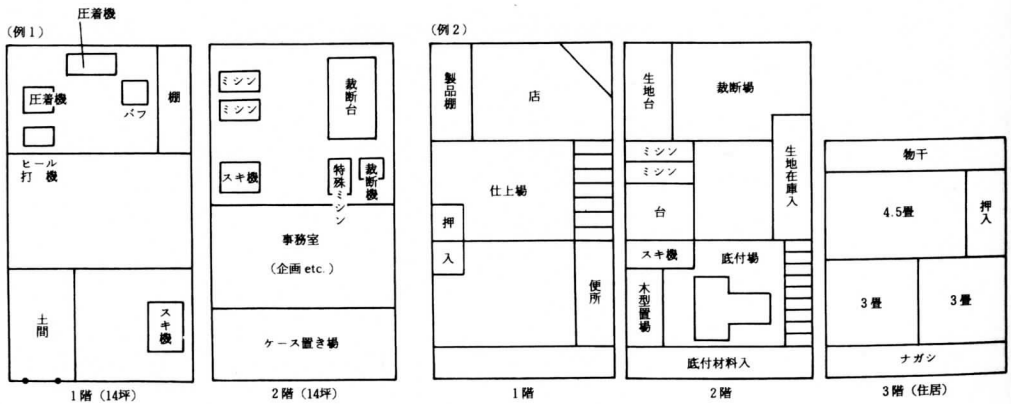 (例1)
圧着機
圧着機
バフ
棚
ヒール
打機
土間
スキ機
1階(14坪)
ミシン
ミシン
裁断台
スキ機
特殊ミシン
裁断機
事務室
(企画 etc.)
ケース置き場
2階(14坪)
(例2)
製品棚
店
仕上場
押
入
便所
1階
生地台
裁断場
ミシン
ミシン
生地在庫入
台
スキ機
底付場
木型置場
底付材料入
2階
物干
4.5畳
押入
3畳
3畳
ナガシ
3階(住居)